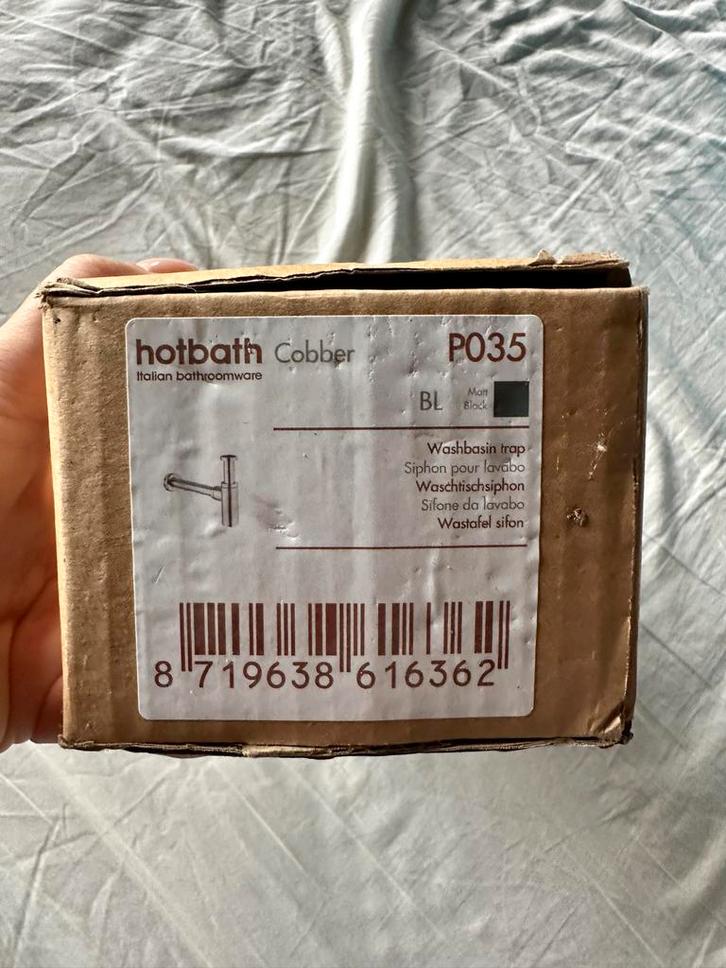 hotbath Cobber P035
Italian bathroomware
BL Matt
Black
Washbasin trap
Siphon pour lavabo
Waschtischsiphon
Sifone da lavabo
Wastafel sifon
8 719638 616362